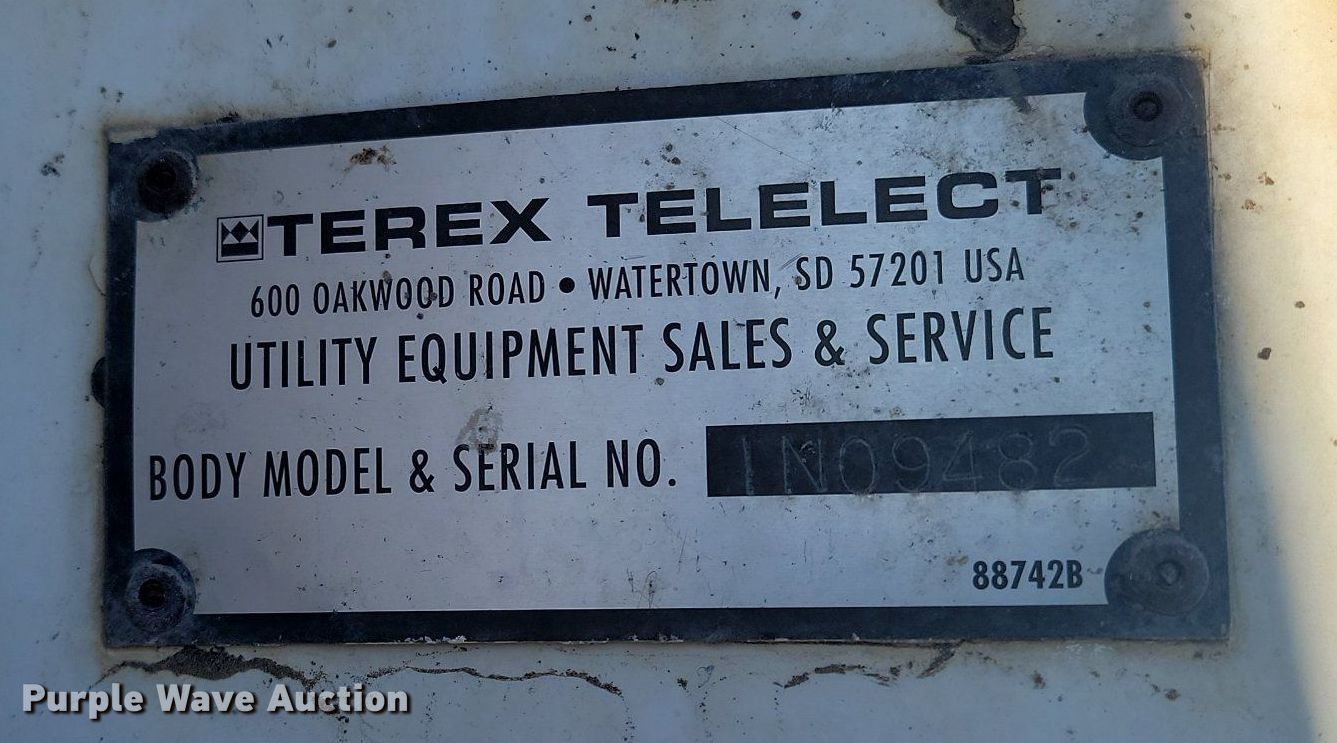 TEREX TELELECT
600 OAKWOOD ROAD • WATERTOWN, SD 57201 USA
UTILITY EQUIPMENT SALES & SERVICE
BODY MODEL & SERIAL NO. 1N09482
88742B
Purple Wave Auction